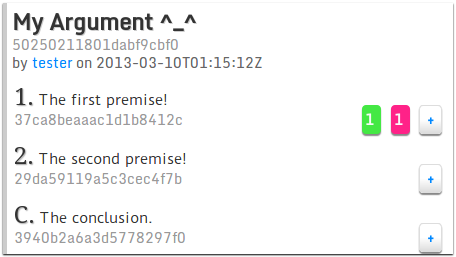 My Argument ^_^
50250211801dabf9cbf0
by tester on 2013-03-10T01:15:12Z
1. The first premise!
37ca8beaaac1d1b8412c
1 1 +
2. The second premise!
29da59119a5c3cec4f7b
+
C. The conclusion.
3940b2a6a3d5778297f0
+